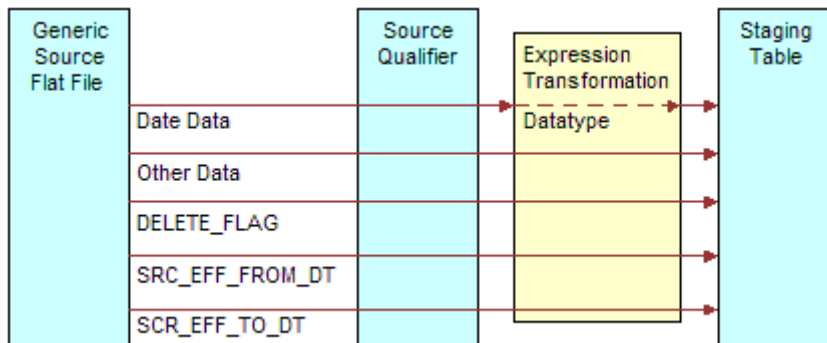 Generic
Source
Flat File
Source
Qualifier
Expression
Transformation
Datatype
Staging
Table
Date Data
Other Data
DELETE_FLAG
SRC_EFF_FROM_DT
SCR_EFF_TO_DT